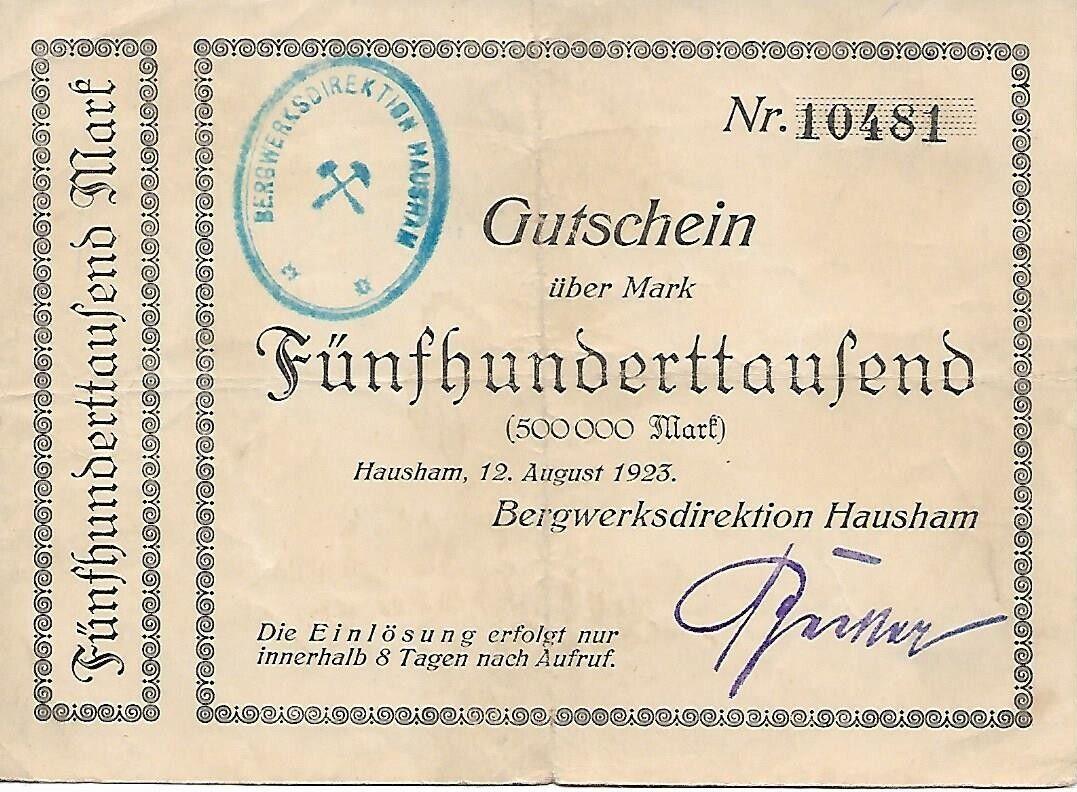 Fünfhunderttauſend Mark
BERGWERKSDIREKTION HAUSHAM
Nr. 10481
Gutschein
über Mark
Fünfhunderttauſend
(500 000 Mark)
Hausham, 12. August 1923.
Bergwerksdirektion Hausham
Die Einlösung erfolgt nur
innerhalb 8 Tagen nach Aufruf.